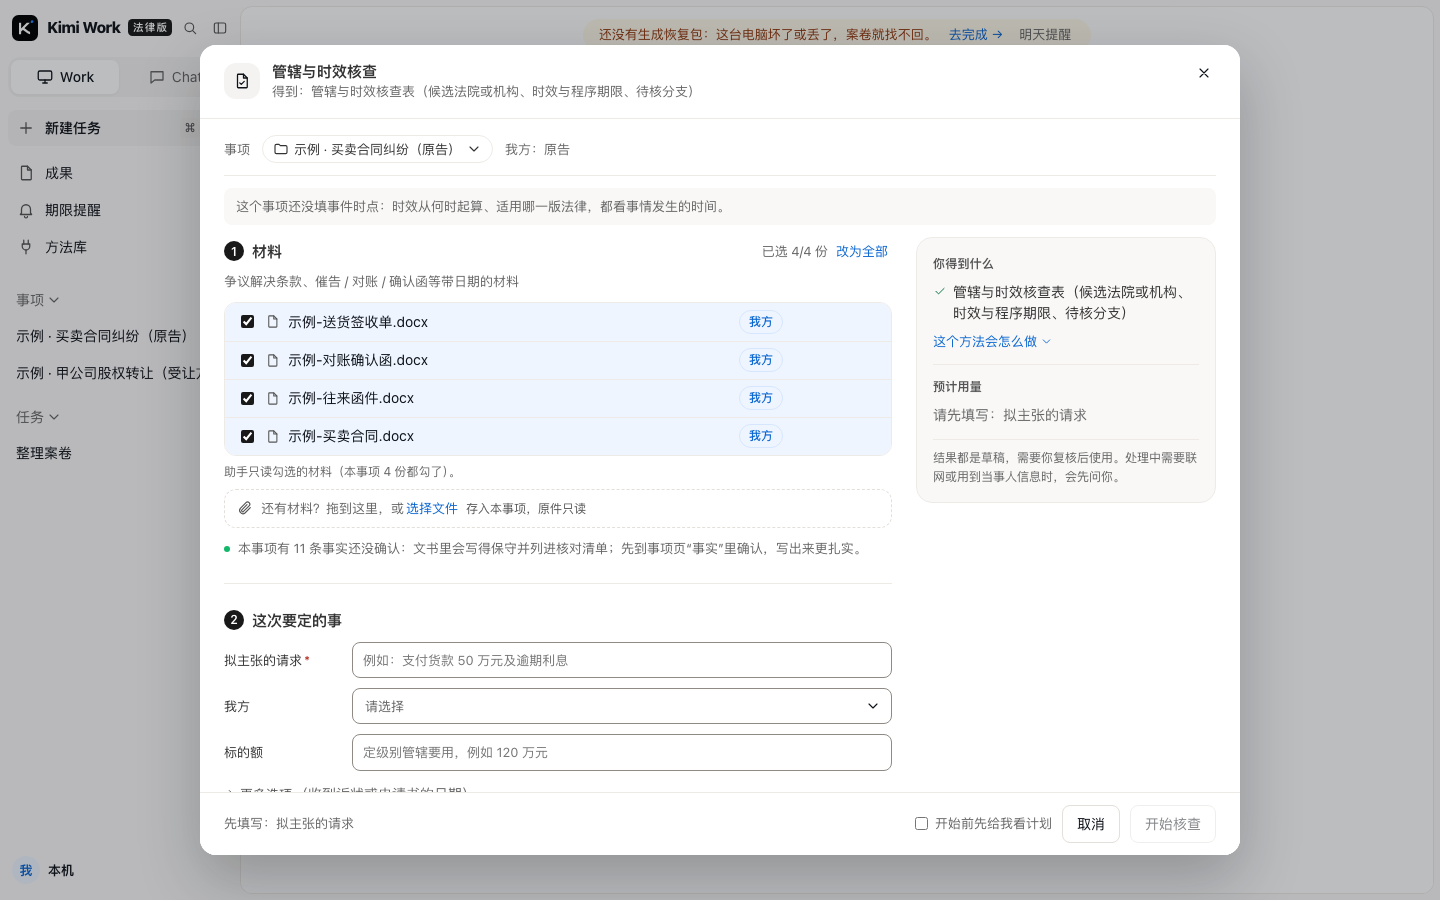 Kimi Work 法律版
还没有生成恢复包：这台电脑坏了或丢了，案卷就找不回。 去完成 → 明天提醒
Work
Chat
新建任务 ⌘
成果
期限提醒
方法库
事项
示例 · 买卖合同纠纷（原告）
示例 · 甲公司股权转让（受让方
任务
整理案卷
我 本机
管辖与时效核查
得到：管辖与时效核查表（候选法院或机构、时效与程序期限、待核分支）
事项 示例 · 买卖合同纠纷（原告） 我方：原告
这个事项还没填事件时点：时效从何时起算、适用哪一版法律，都看事情发生的时间。
1 材料 已选 4/4 份 改为全部
争议解决条款、催告 / 对账 / 确认函等带日期的材料
示例-送货签收单.docx 我方
示例-对账确认函.docx 我方
示例-往来函件.docx 我方
示例-买卖合同.docx 我方
助手只读勾选的材料（本事项 4 份都勾了）。
还有材料？拖到这里，或 选择文件 存入本事项，原件只读
本事项有 11 条事实还没确认：文书里会写得保守并列进核对清单；先到事项页“事实”里确认，写出来更扎实。
2 这次要定的事
拟主张的请求 * 例如：支付货款 50 万元及逾期利息
我方 请选择
标的额 定级别管辖要用，例如 120 万元
更多选项 （收到诉状或申请书的日期）
你得到什么
管辖与时效核查表（候选法院或机构、
时效与程序期限、待核分支）
这个方法会怎么做
预计用量
请先填写：拟主张的请求
结果都是草稿，需要你复核后使用。处理中需要联
网或用到当事人信息时，会先问你。
先填写：拟主张的请求
开始前先给我看计划 取消 开始核查